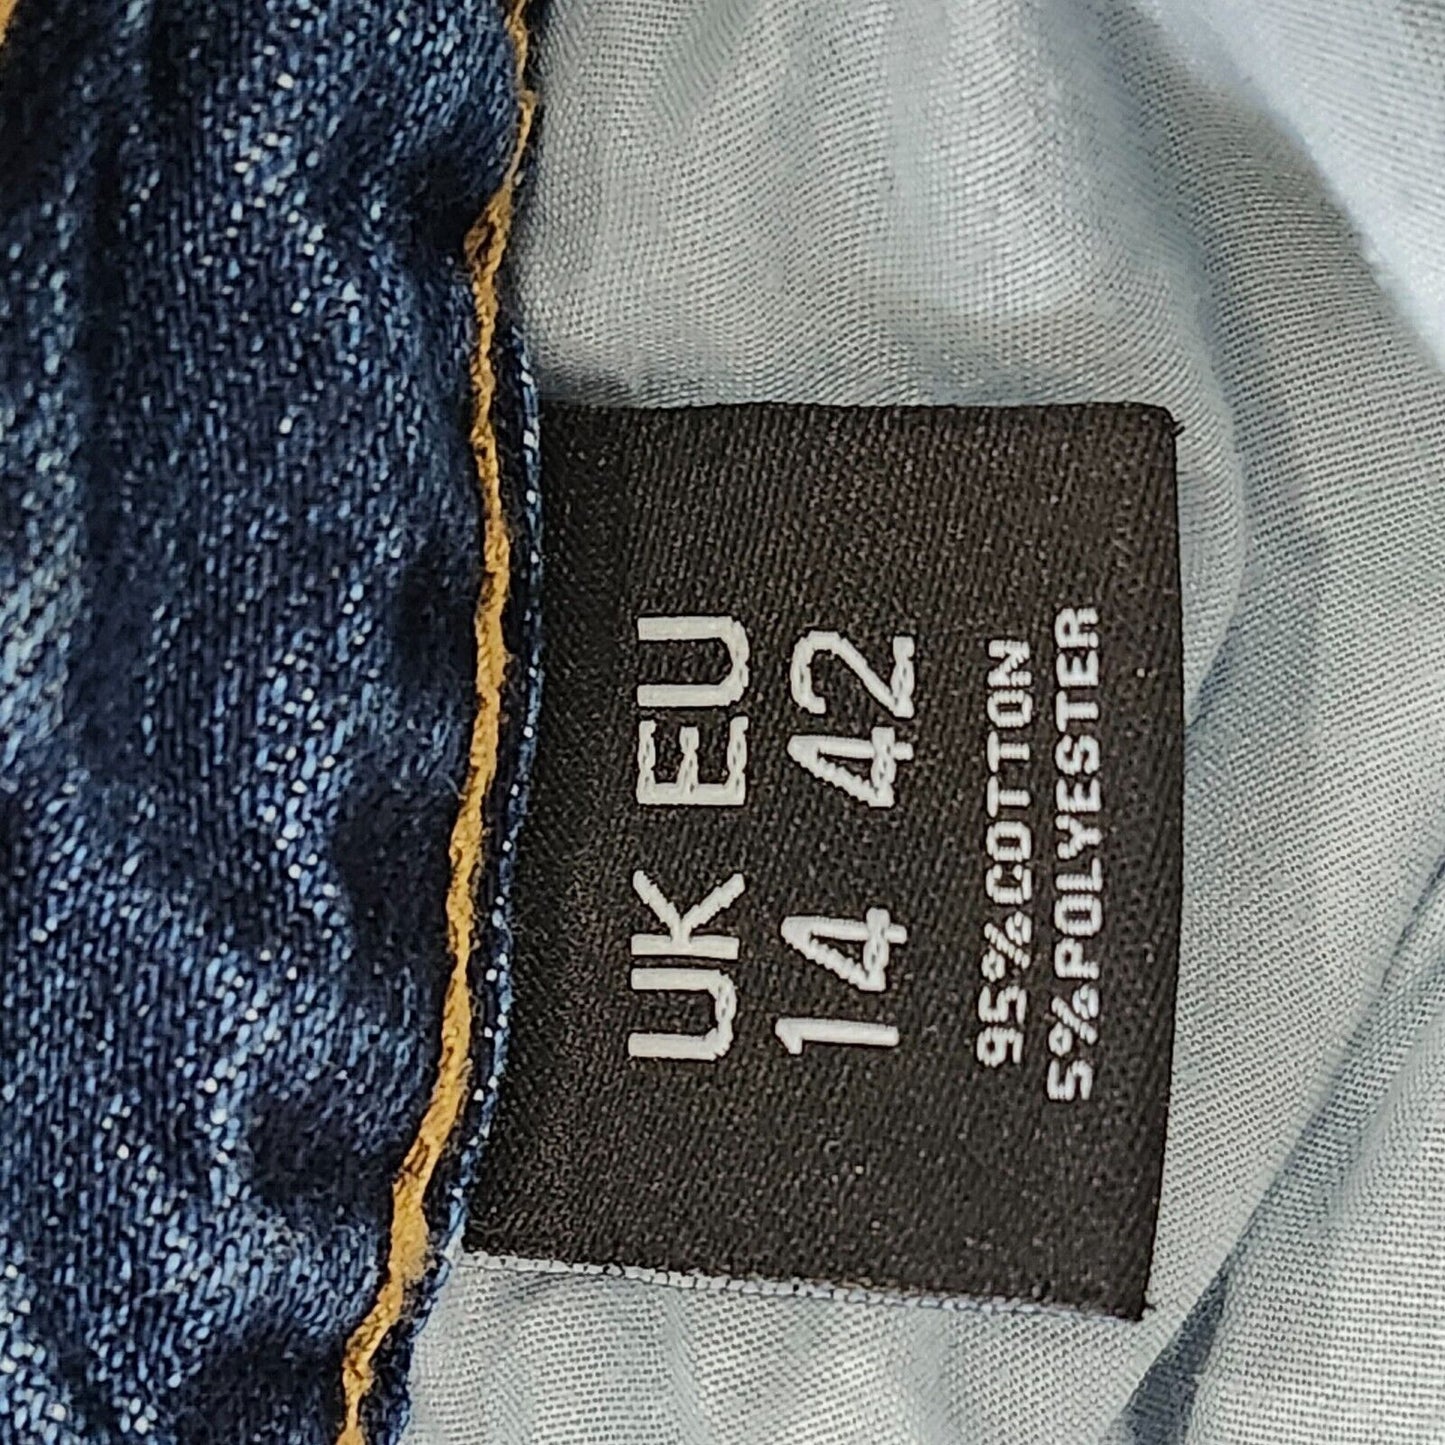 UK EU
14 42
95%COTTON
5%POLYESTER